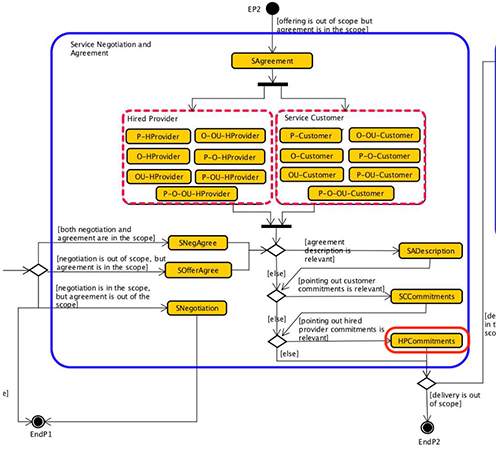 EP2
[offering is out of scope but
agreement is in the scope]
Service Negotiation and
Agreement
SAgreement
Hired Provider
P-HProvider
O-OU-HProvider
O-HProvider
P-O-HProvider
OU-HProvider
P-OU-HProvider
P-O-OU-HProvider
Service Customer
P-Customer
O-OU-Customer
O-Customer
P-O-Customer
OU-Customer
P-OU-Customer
P-O-OU-Customer
[both negotiation and
agreement are in the scope]
SNegAgree
[negotiation is out of scope, but
agreement is in the scope]
SOfferAgree
[negotiation is in the scope,
but agreement is out of the
scope]
SNegotiation
[agreement
description is
relevant]
SADescription
[else]
[pointing out customer
commitments is relevant]
SCCommitments
[else]
[pointing out hired
provider commitments is
relevant]
HPCommitments
[else]
[de
in t
sco
[delivery is out
of scope]
e]
EndP1
EndP2